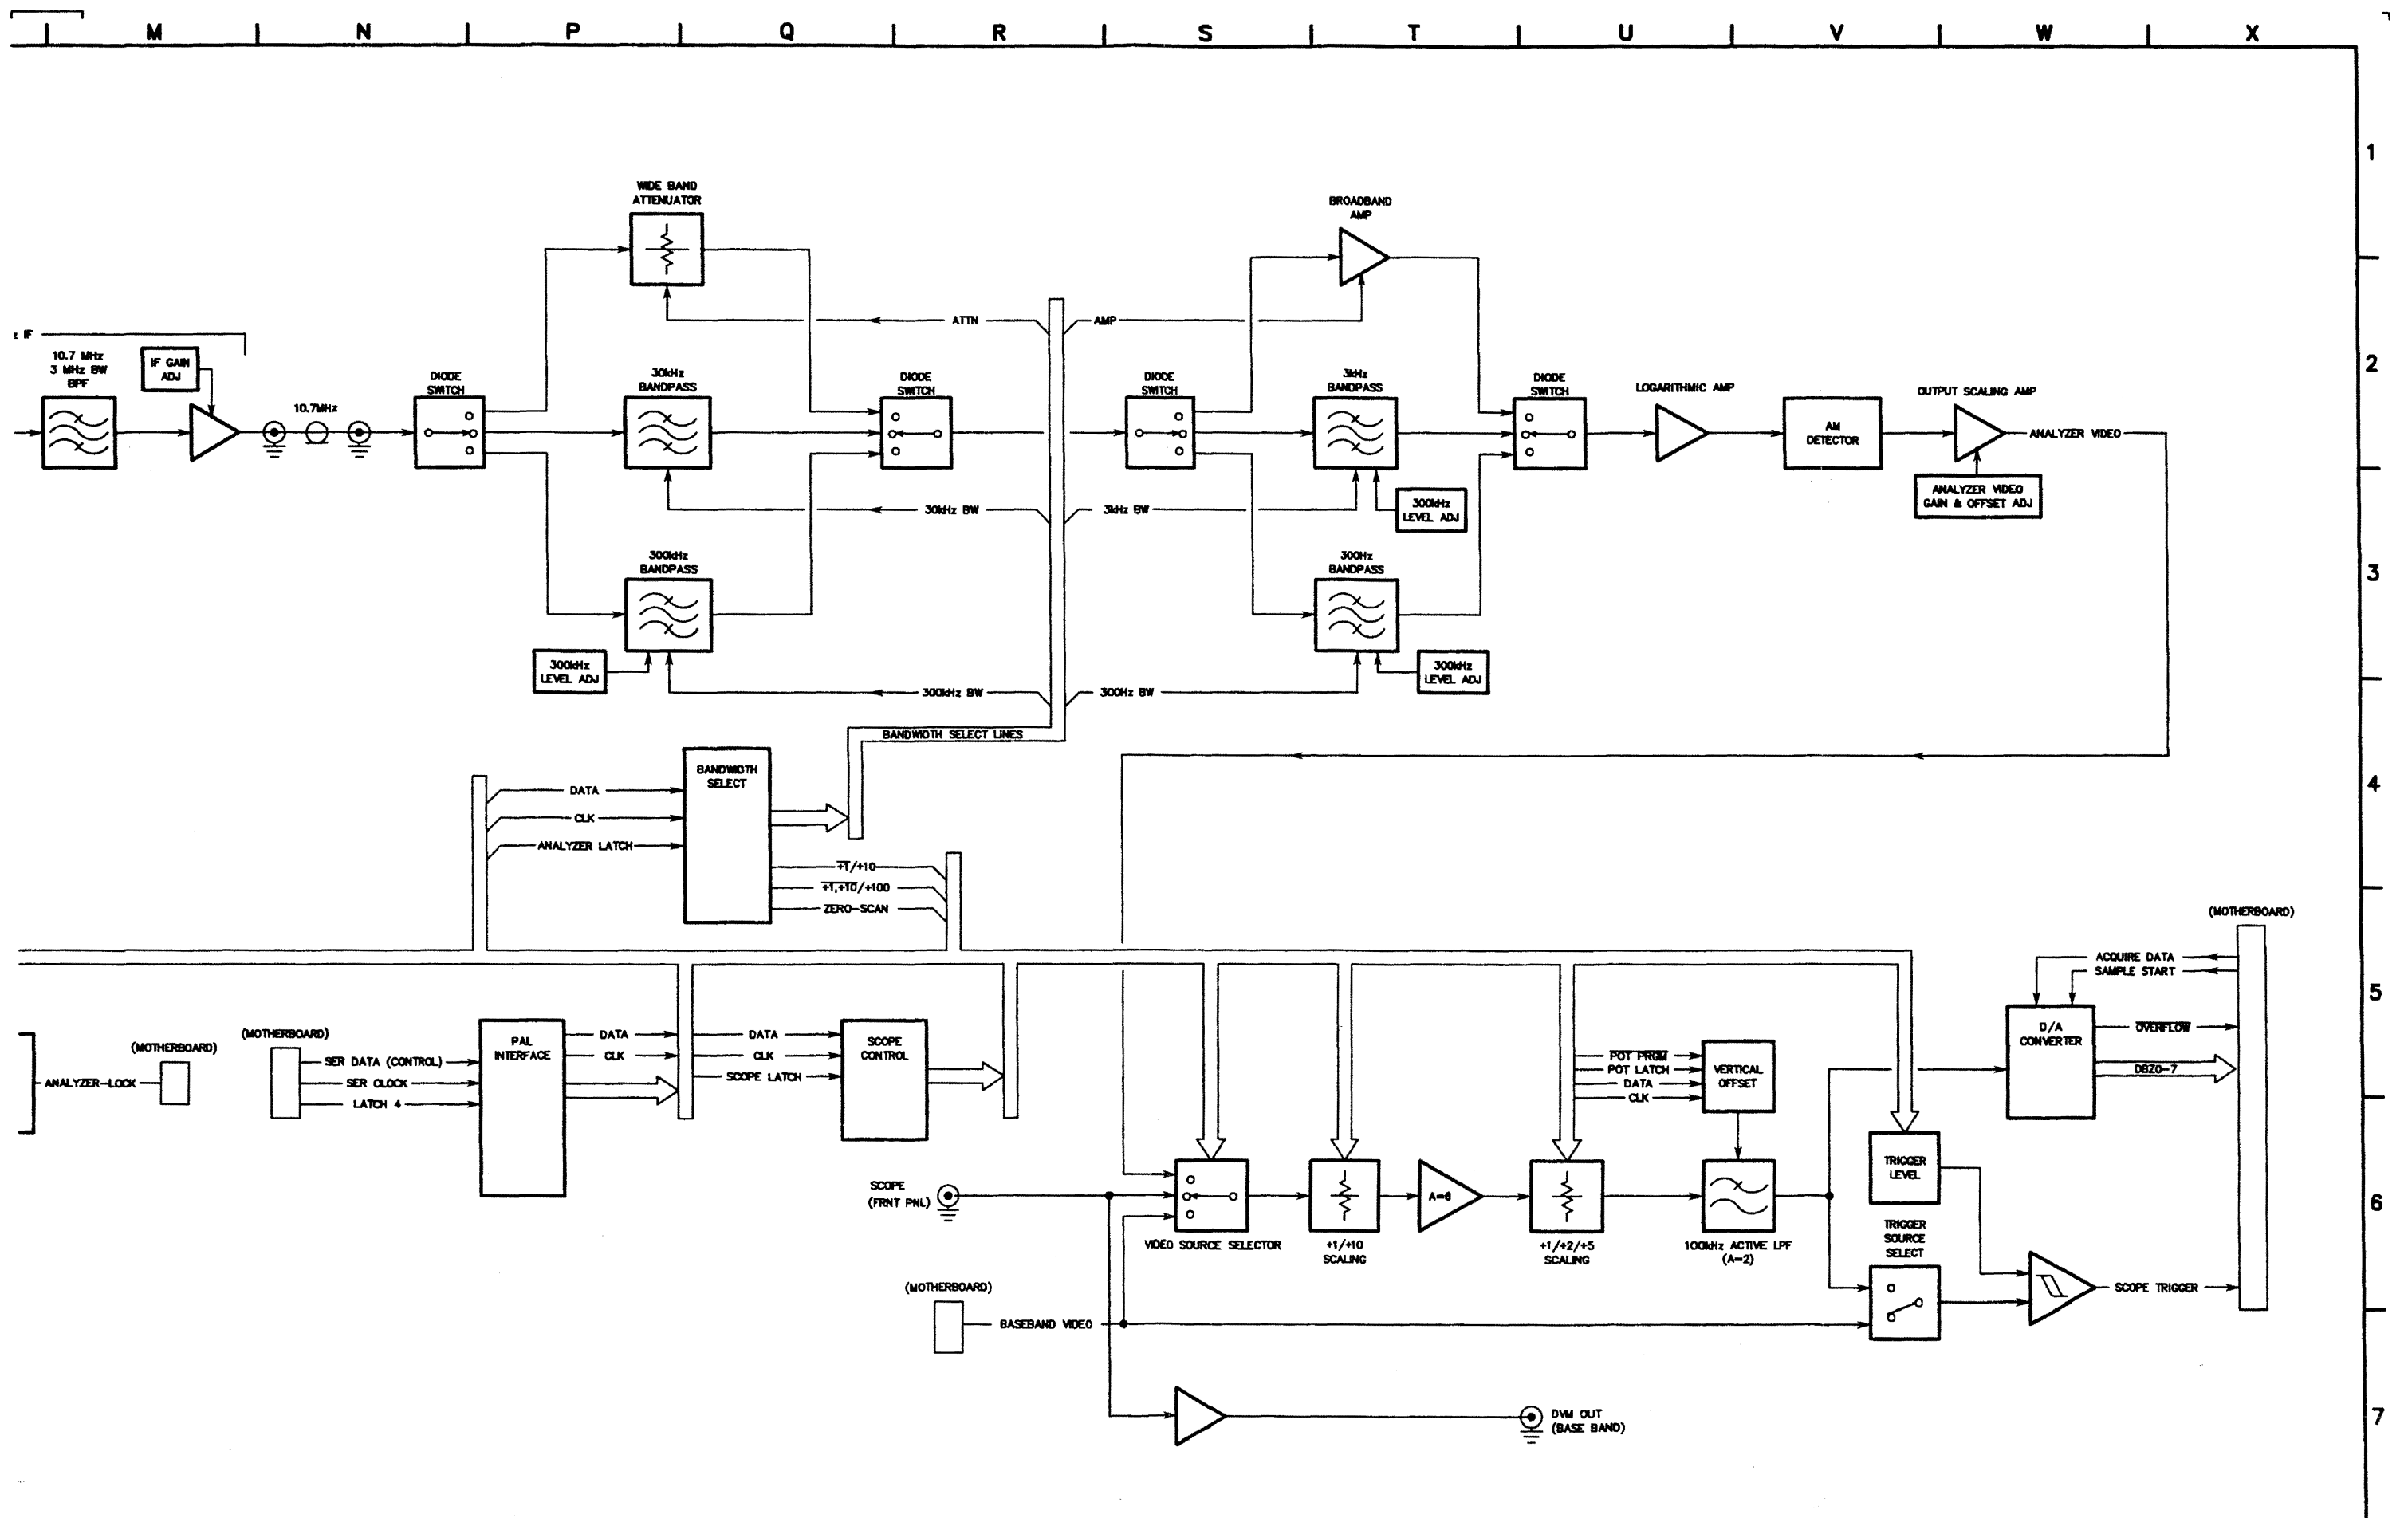 M N P Q R S T U V W X
1
WIDE BAND
ATTENUATOR
BROADBAND
AMP
ATTN
AMP
z IF
2
10.7 MHz
3 MHz BW
BPF
IF GAIN
ADJ
10.7MHz
DIODE
SWITCH
30kHz
BANDPASS
DIODE
SWITCH
DIODE
SWITCH
3kHz
BANDPASS
DIODE
SWITCH
LOGARITHMIC AMP
AM
DETECTOR
OUTPUT SCALING AMP
ANALYZER VIDEO
ANALYZER VIDEO
GAIN & OFFSET ADJ
30kHz BW
3kHz BW
300kHz
LEVEL ADJ
3
300kHz
BANDPASS
300Hz
BANDPASS
300kHz
LEVEL ADJ
300kHz
LEVEL ADJ
300kHz BW
300Hz BW
BANDWIDTH SELECT LINES
4
BANDWIDTH
SELECT
DATA
CLK
ANALYZER LATCH
÷1/÷10
÷1,÷10/÷100
ZERO-SCAN
(MOTHERBOARD)
5
ACQUIRE DATA
SAMPLE START
D/A
CONVERTER
OVERFLOW
DBZ0-7
(MOTHERBOARD)
ANALYZER-LOCK
(MOTHERBOARD)
SER DATA (CONTROL)
SER CLOCK
LATCH 4
PAL
INTERFACE
DATA
CLK
DATA
CLK
SCOPE LATCH
SCOPE
CONTROL
POT PRGM
POT LATCH
DATA
CLK
VERTICAL
OFFSET
6
SCOPE
(FRNT PNL)
VIDEO SOURCE SELECTOR
÷1/÷10
SCALING
A=6
÷1/÷2/÷5
SCALING
100kHz ACTIVE LPF
(A=2)
TRIGGER
LEVEL
TRIGGER
SOURCE
SELECT
SCOPE TRIGGER
(MOTHERBOARD)
BASEBAND VIDEO
7
DVM OUT
(BASE BAND)